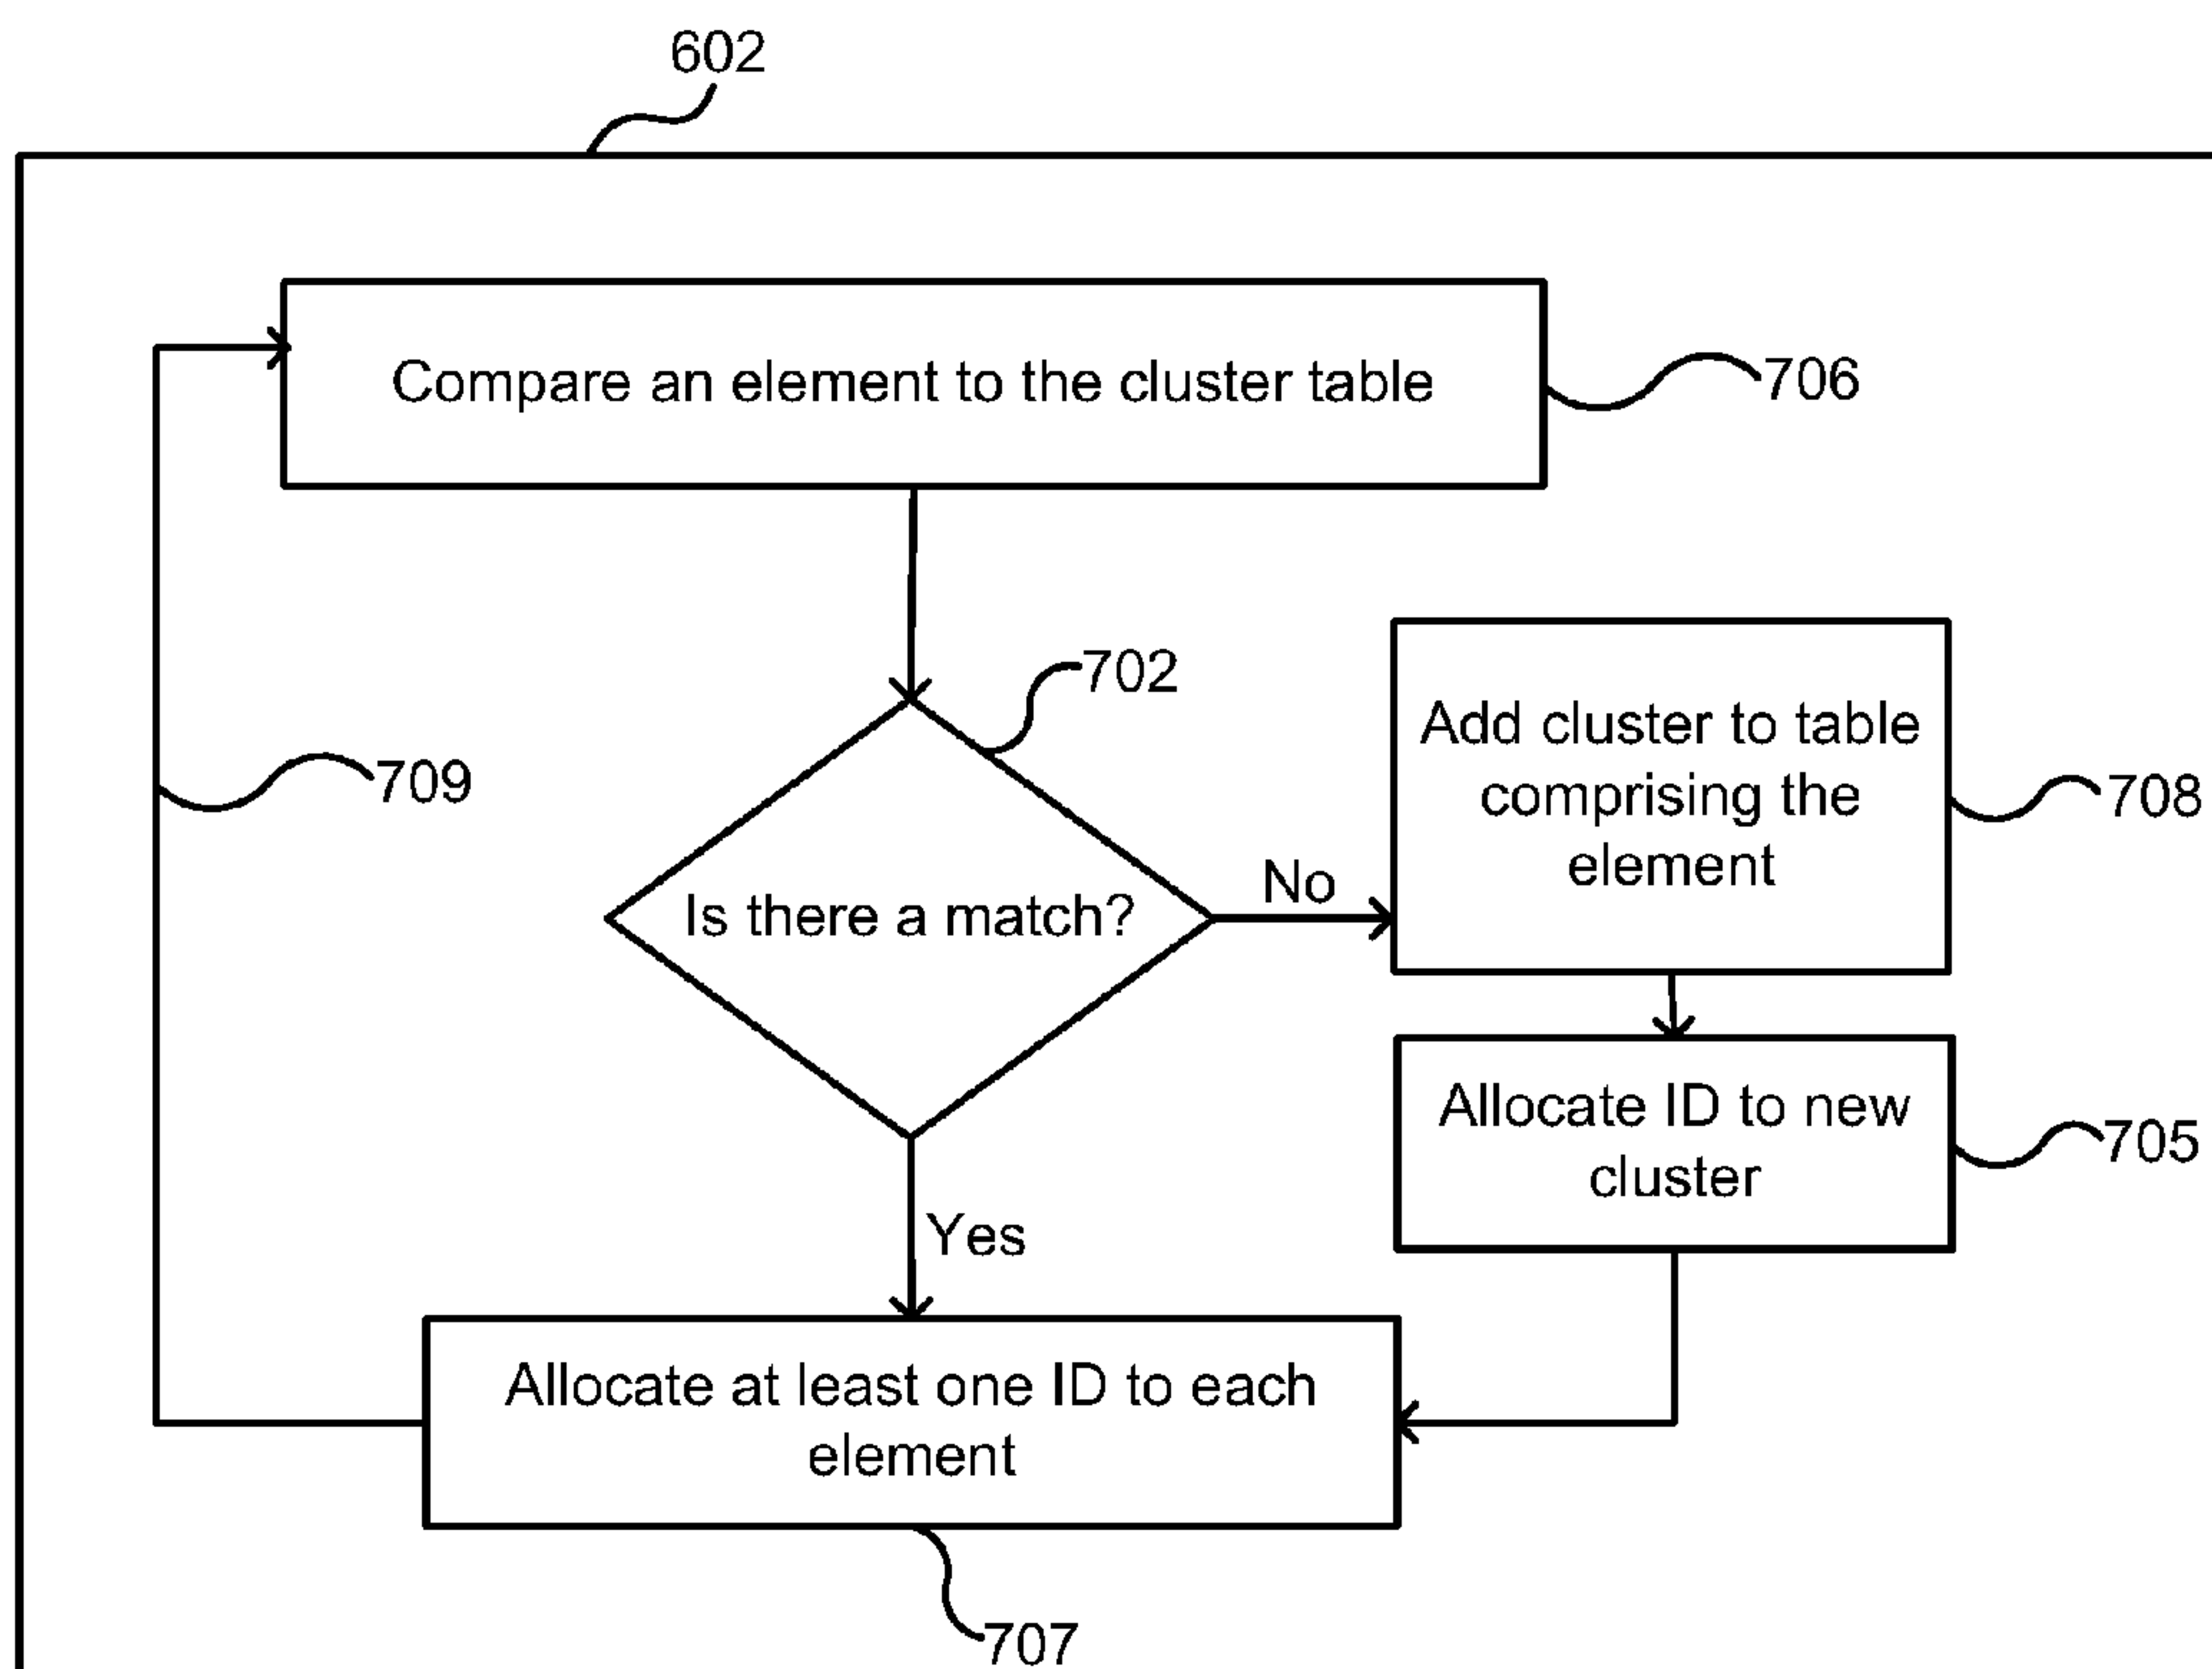 602
Compare an element to the cluster table
706
702
Add cluster to table
comprising the
element
708
709
Is there a match?
No
Allocate ID to new
cluster
705
Yes
Allocate at least one ID to each
element
707